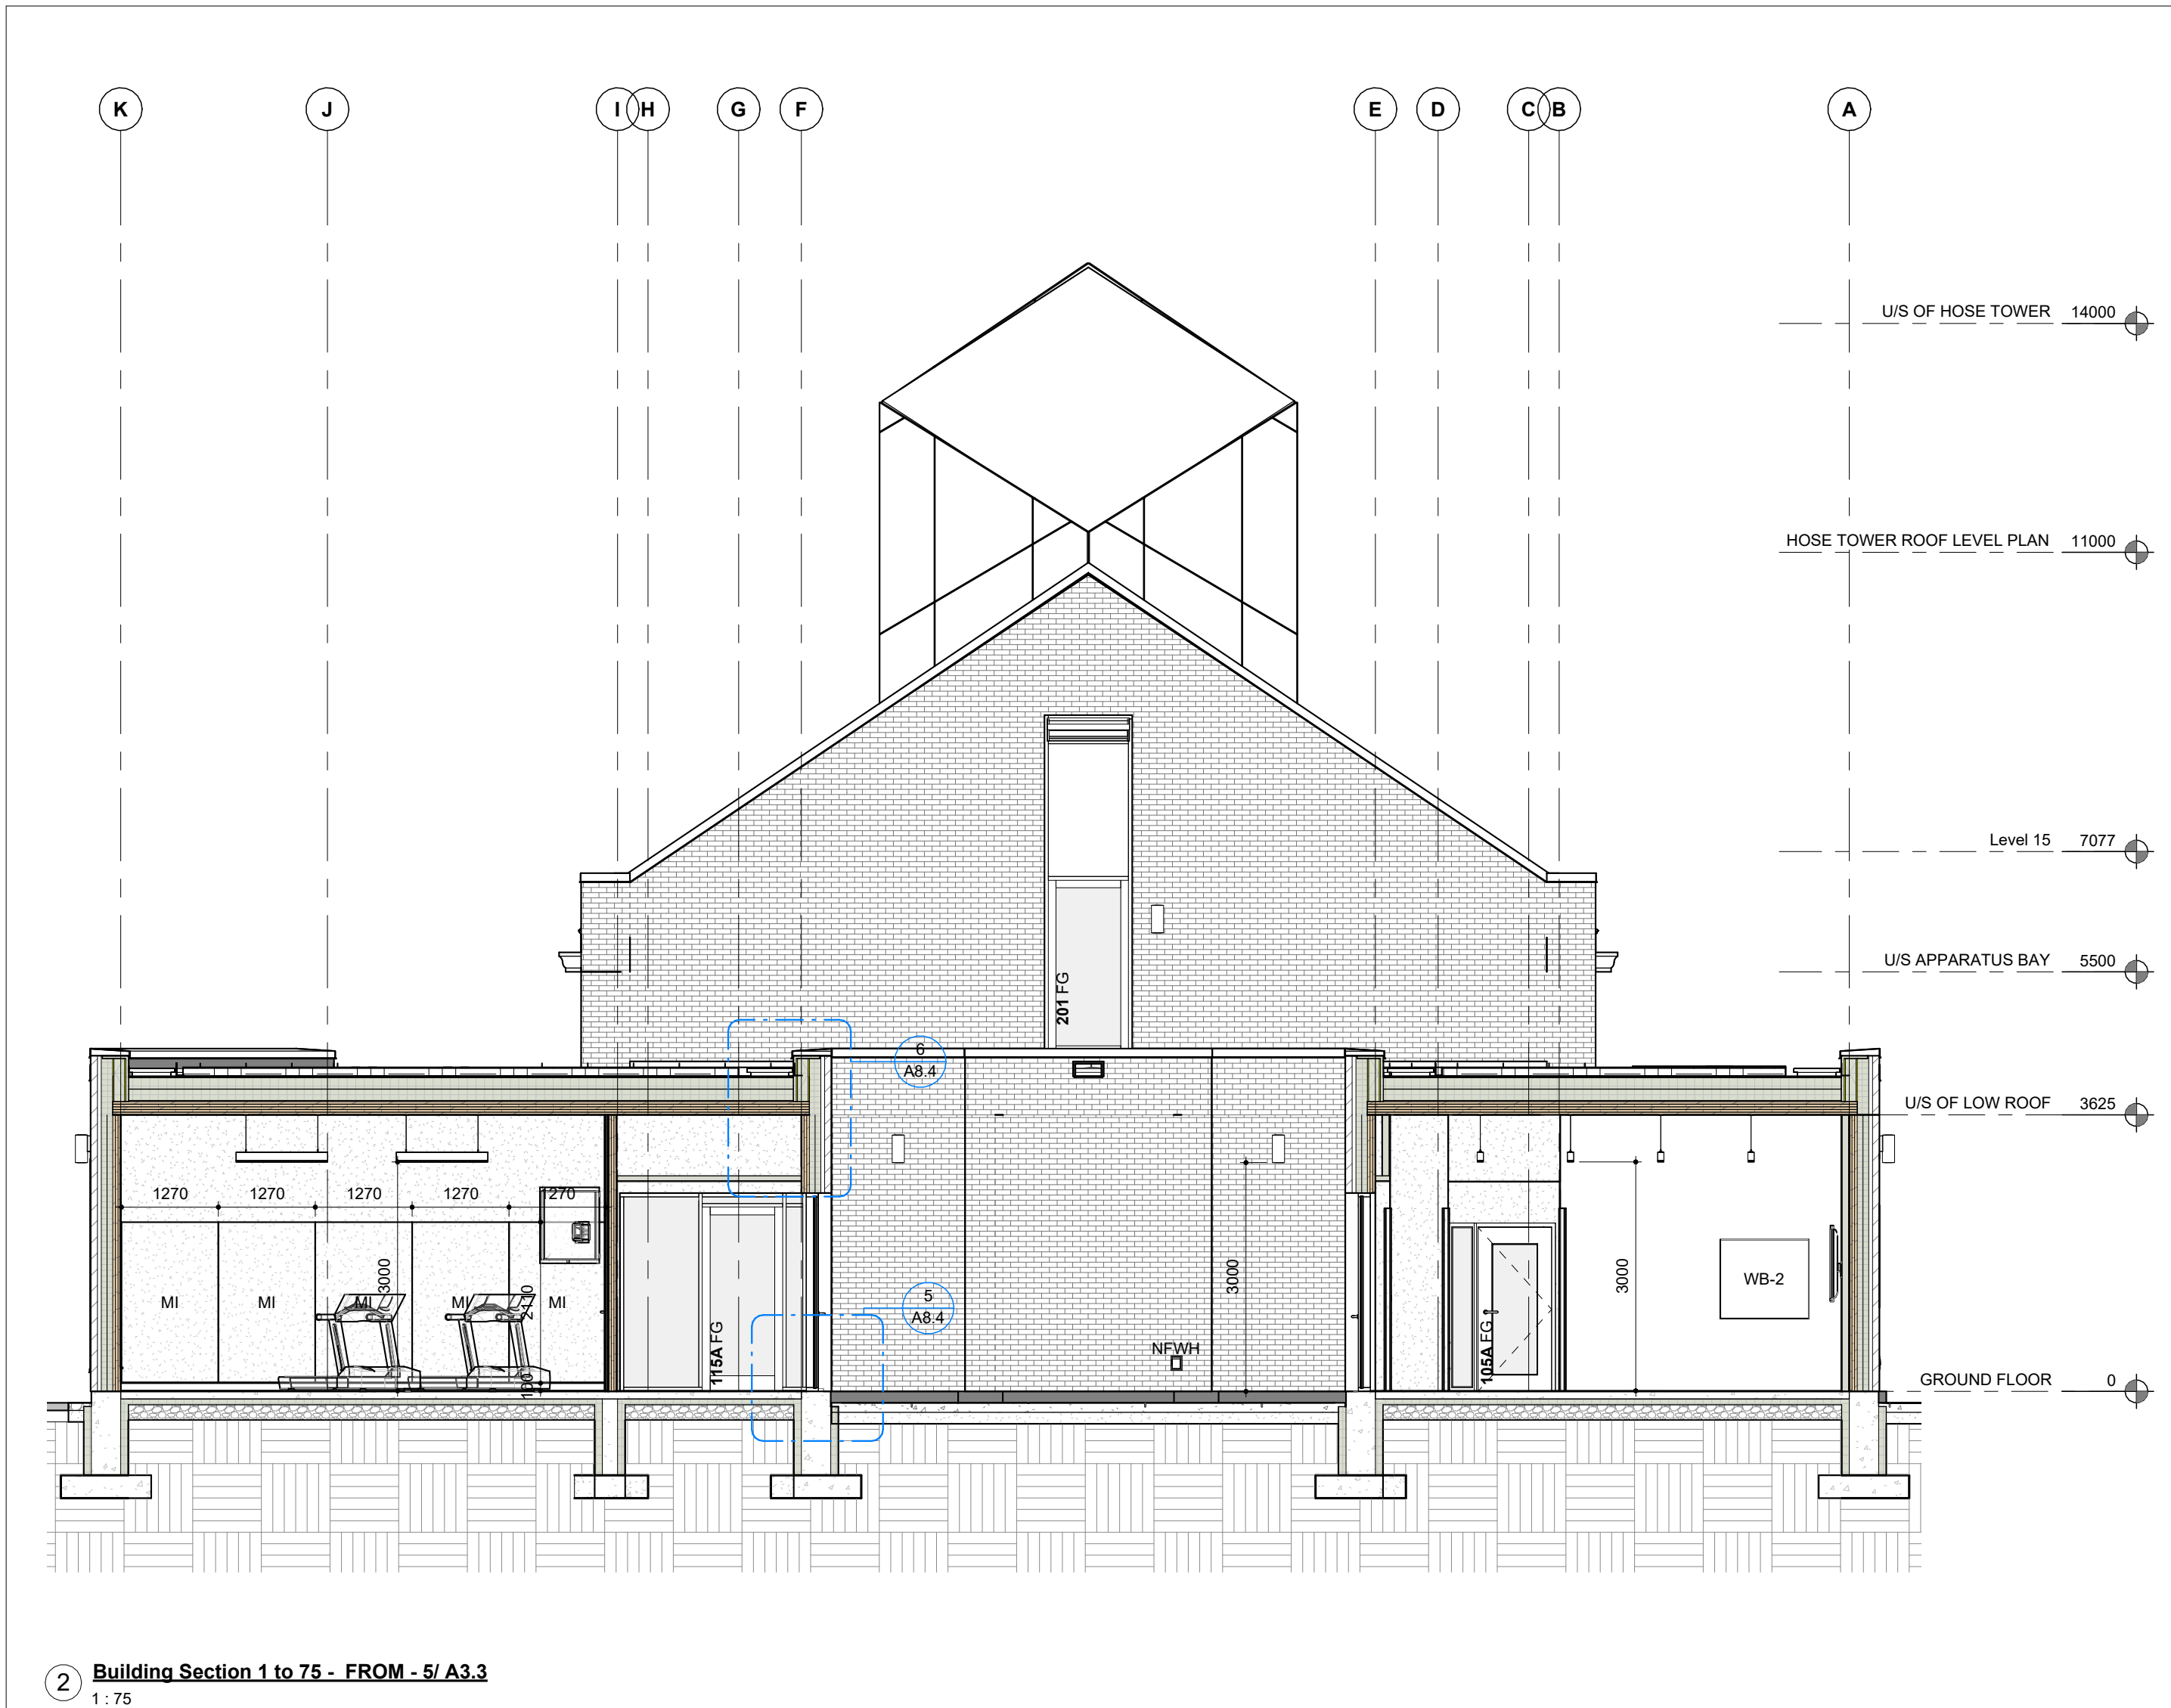 K J I H G F E D C B A
U/S OF HOSE TOWER 14000
HOSE TOWER ROOF LEVEL PLAN 11000
Level 15 7077
U/S APPARATUS BAY 5500
201 FG
6
A8.4
U/S OF LOW ROOF 3625
1270 1270 1270 1270 1270
3000
2110
100
MI MI MI MI MI
115A FG
5
A8.4
3000
NFWH
105A FG
3000
WB-2
GROUND FLOOR 0
2 Building Section 1 to 75 - FROM - 5/ A3.3
1 : 75